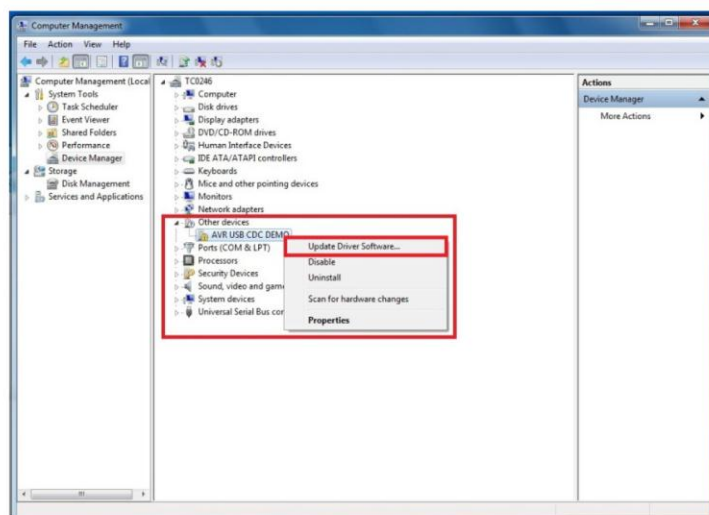 Computer Management
File Action View Help
Computer Management (Local
System Tools
Task Scheduler
Event Viewer
Shared Folders
Performance
Device Manager
Storage
Disk Management
Services and Applications
TC0246
Computer
Disk drives
Display adapters
DVD/CD-ROM drives
Human Interface Devices
IDE ATA/ATAPI controllers
Keyboards
Mice and other pointing devices
Monitors
Network adapters
Other devices
AVR USB CDC DEMO
Ports (COM & LPT)
Processors
Security Devices
Sound, video and game
System devices
Universal Serial Bus cor
Update Driver Software...
Disable
Uninstall
Scan for hardware changes
Properties
Actions
Device Manager
More Actions